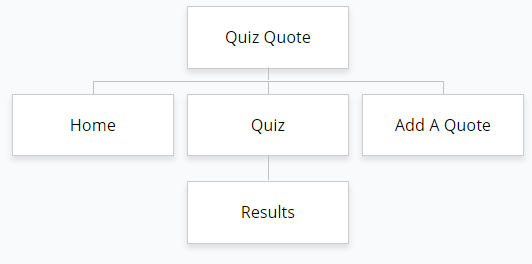 Quiz Quote
Home
Quiz
Add A Quote
Results